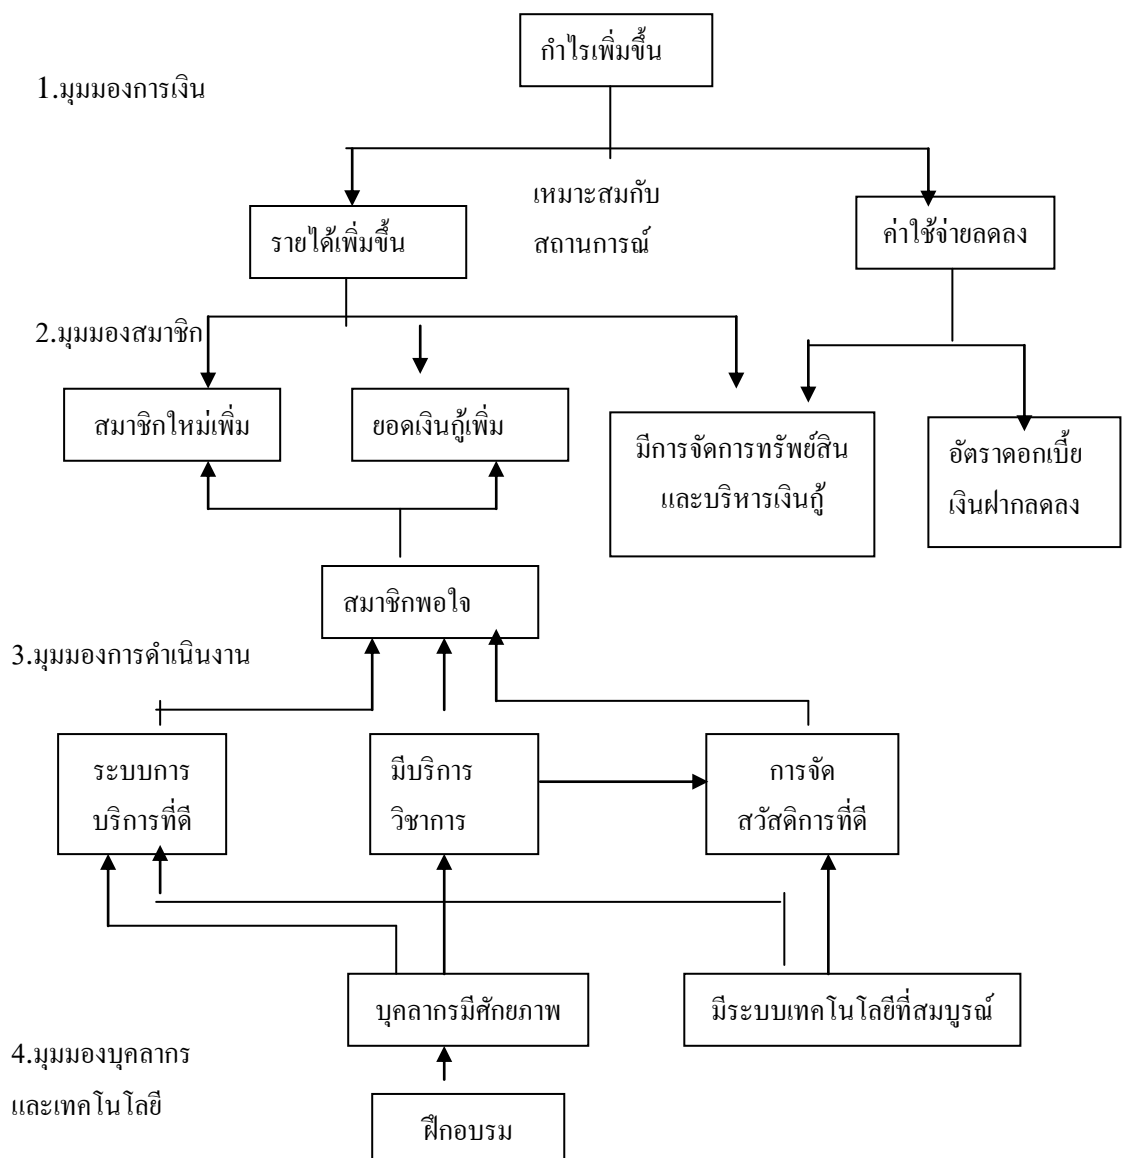 กำไรเพิ่มขึ้น
1.มุมมองการเงิน
เหมาะสมกับ
สถานการณ์
รายได้เพิ่มขึ้น
ค่าใช้จ่ายลดลง
2.มุมมองสมาชิก
สมาชิกใหม่เพิ่ม
ยอดเงินกู้เพิ่ม
มีการจัดการทรัพย์สิน
และบริหารเงินกู้
อัตราดอกเบี้ย
เงินฝากลดลง
สมาชิกพอใจ
3.มุมมองการดำเนินงาน
ระบบการ
บริการที่ดี
มีบริการ
วิชาการ
การจัด
สวัสดิการที่ดี
บุคลากรมีศักยภาพ
มีระบบเทคโนโลยีที่สมบูรณ์
4.มุมมองบุคลากร
และเทคโนโลยี
ฝึกอบรม